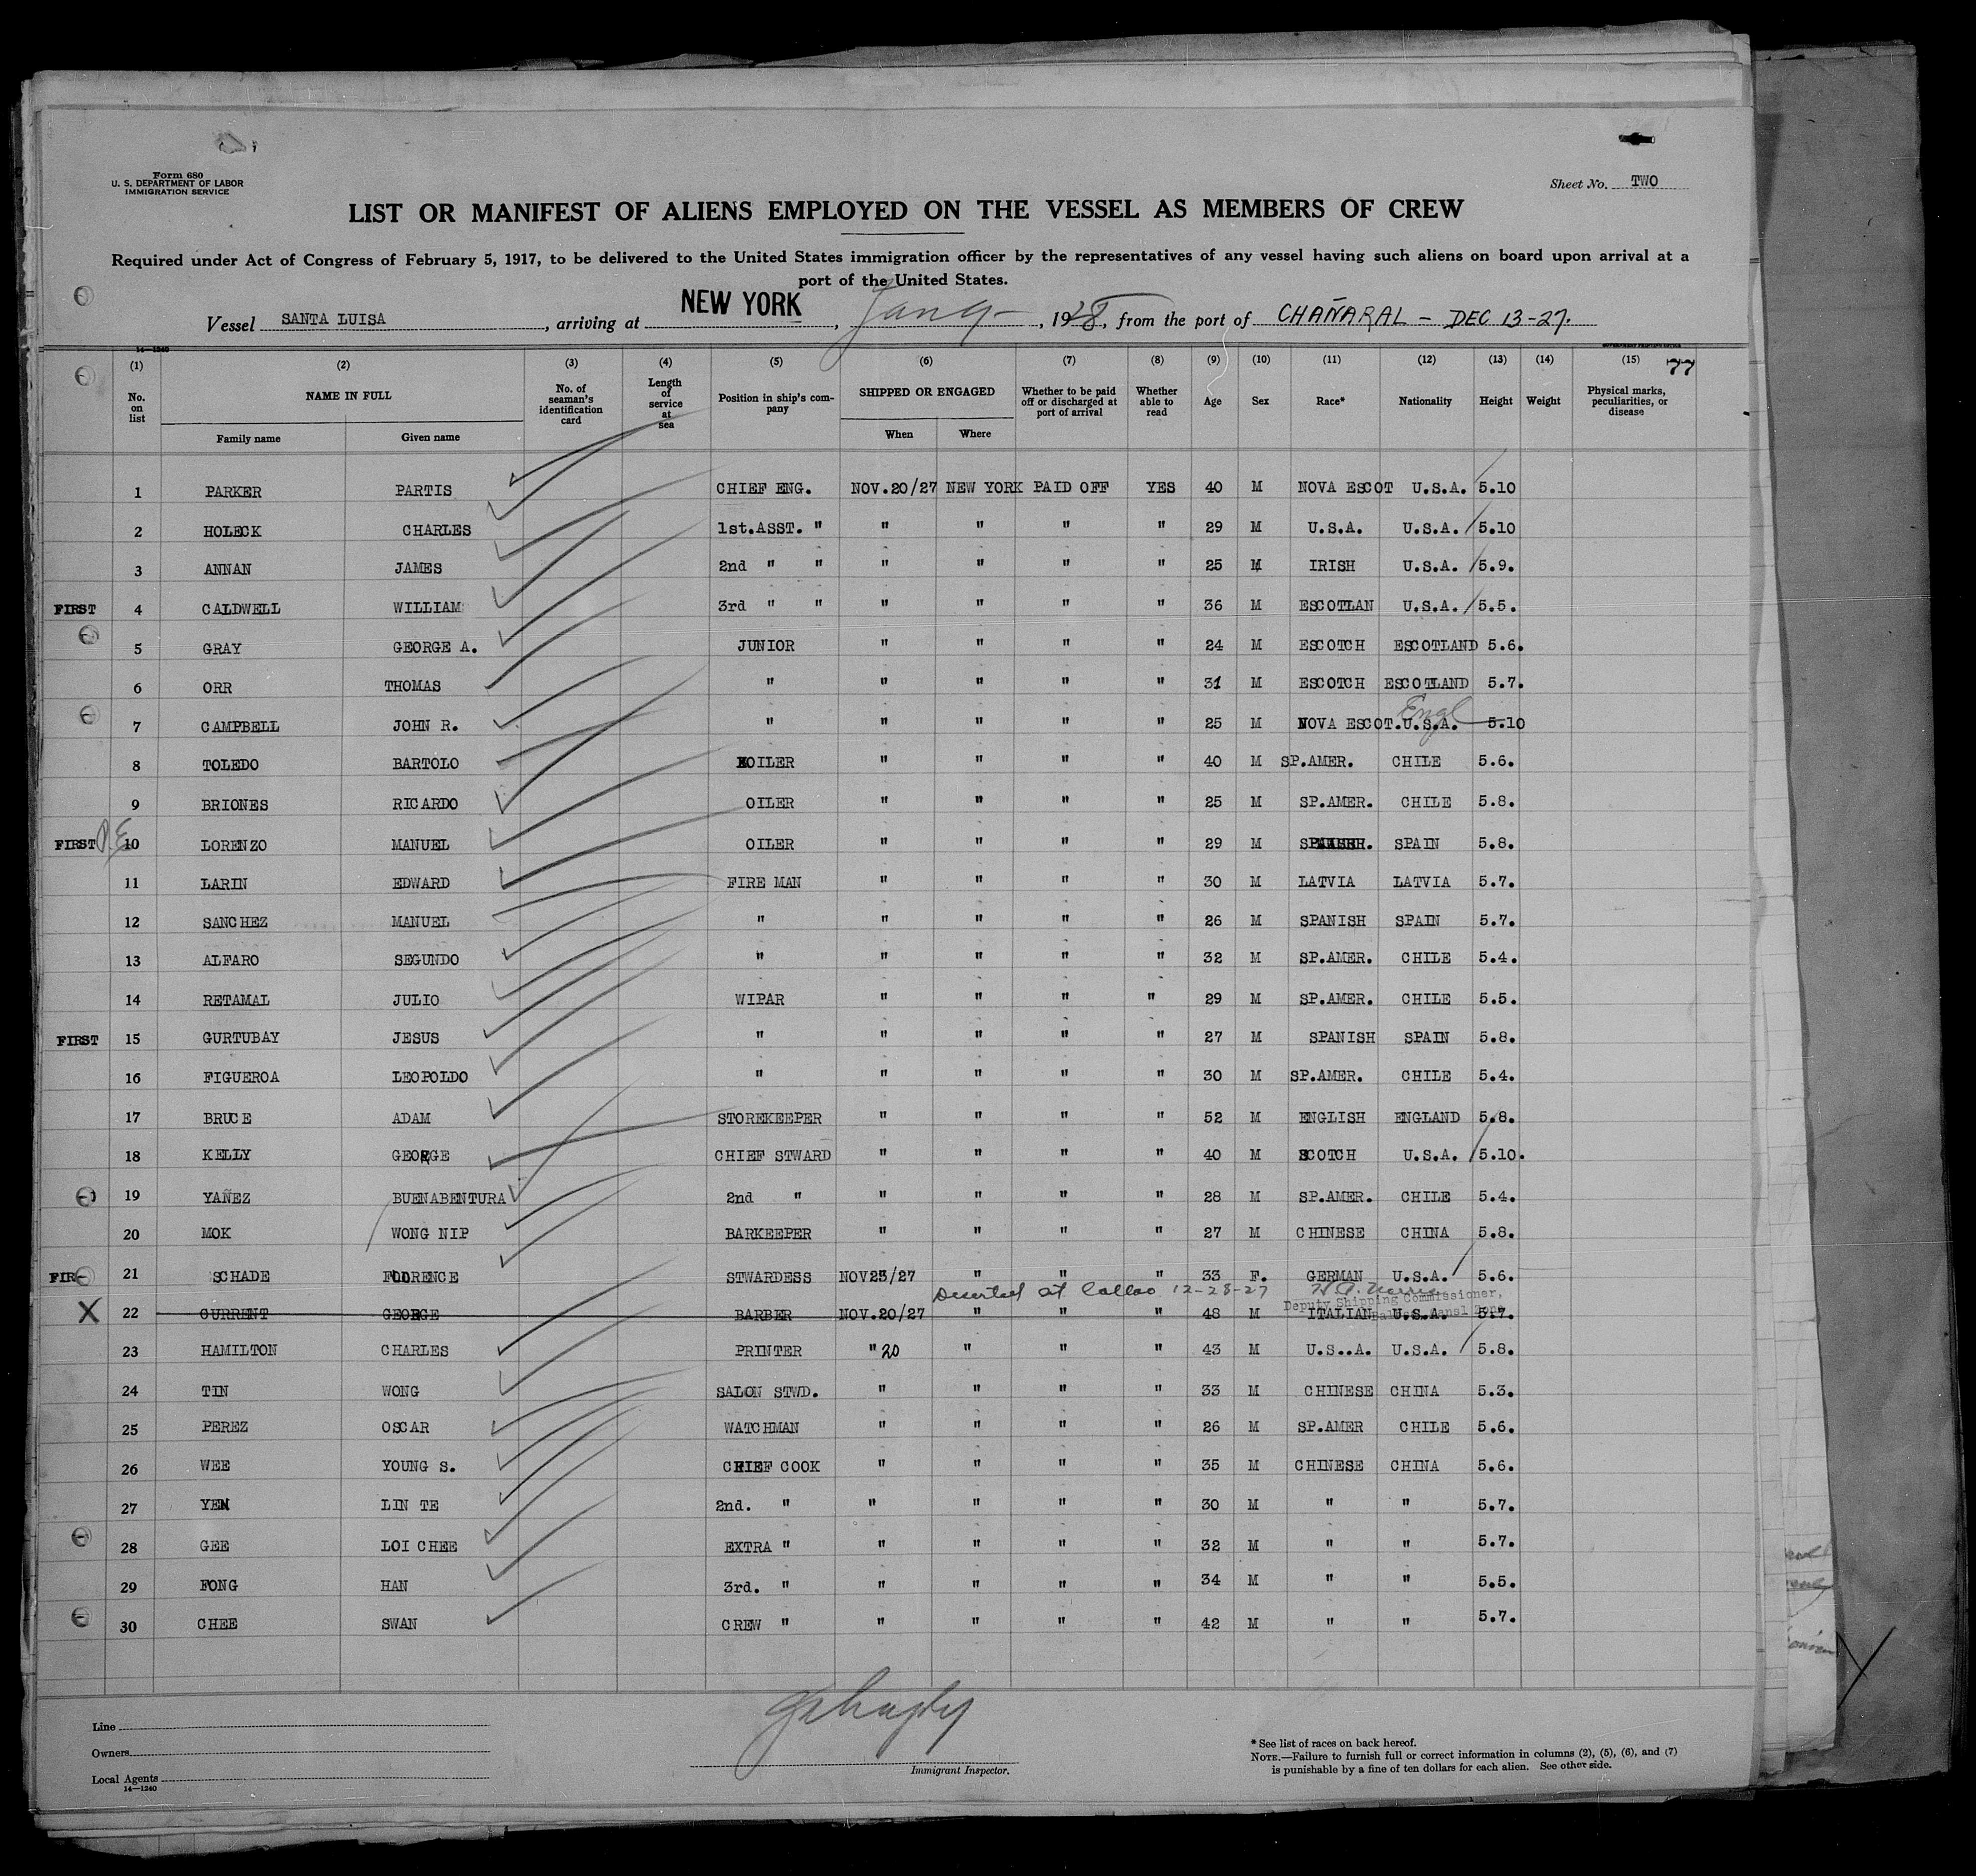 Form 680
U. S. DEPARTMENT OF LABOR
IMMIGRATION SERVICE
Sheet No. TWO
LIST OR MANIFEST OF ALIENS EMPLOYED ON THE VESSEL AS MEMBERS OF CREW
Required under Act of Congress of February 5, 1917, to be delivered to the United States immigration officer by the representatives of any vessel having such aliens on board upon arrival at a
port of the United States.
Vessel SANTA LUISA, arriving at NEW YORK, Jan 9, 1928, from the port of CHAÑARAL - DEC 13-27.
14-1240
(1) (2) (3) (4) (5) (6) (7) (8) (9) (10) (11) (12) (13) (14) (15) 77
No. on list NAME IN FULL No. of seaman's identification card Length of service at sea Position in ship's company SHIPPED OR ENGAGED Whether to be paid off or discharged at port of arrival Whether able to read Age Sex Race* Nationality Height Weight Physical marks, peculiarities, or disease
Family name Given name When Where
1 PARKER PARTIS CHIEF ENG. NOV.20/27 NEW YORK PAID OFF YES 40 M NOVA ESCOT U.S.A. 5.10
2 HOLECK CHARLES 1st.ASST. " " " " " 29 M U.S.A. U.S.A. 5.10
3 ANNAN JAMES 2nd " " " " " " 25 M IRISH U.S.A. 5.9.
FIRST 4 CALDWELL WILLIAM 3rd " " " " " " 36 M ESCOTLAN U.S.A. 5.5.
5 GRAY GEORGE A. JUNIOR " " " " 24 M ESCOTCH ESCOTLAND 5.6.
6 ORR THOMAS " " " " " 31 M ESCOTCH ESCOTLAND 5.7.
7 CAMPBELL JOHN R. " " " " " 25 M NOVA ESCOT. U.S.A. Engl 5.10
8 TOLEDO BARTOLO OILER " " " " 40 M SP.AMER. CHILE 5.6.
9 BRIONES RICARDO OILER " " " " 25 M SP.AMER. CHILE 5.8.
FIRST 10 LORENZO MANUEL OILER " " " " 29 M SPAIN 5.8.
11 LARIN EDWARD FIRE MAN " " " " 30 M LATVIA LATVIA 5.7.
12 SANCHEZ MANUEL " " " " " 26 M SPANISH SPAIN 5.7.
13 ALFARO SEGUNDO " " " " " 32 M SP.AMER. CHILE 5.4.
14 RETAMAL JULIO WIPAR " " " " 29 M SP.AMER. CHILE 5.5.
FIRST 15 GURTUBAY JESUS " " " " " 27 M SPANISH SPAIN 5.8.
16 FIGUEROA LEOPOLDO " " " " " 30 M SP.AMER. CHILE 5.4.
17 BRUCE ADAM STOREKEEPER " " " " 52 M ENGLISH ENGLAND 5.8.
18 KELLY GEORGE CHIEF STWARD " " " " 40 M SCOTCH U.S.A. 5.10.
19 YAÑEZ BUENABENTURA 2nd " " " " " 28 M SP.AMER. CHILE 5.4.
20 MOK WONG NIP BARKEEPER " " " " 27 M CHINESE CHINA 5.8.
21 SCHADE FLORENCE STWARDESS NOV23/27 " " " 33 F. GERMAN U.S.A. 5.6.
Deserted at Callao 12-28-27
Deputy Shipping Commissioner,
X 22 CURRENT GEORGE BARBER NOV.20/27 " " " 48 M ITALIAN U.S.A. 5.7.
23 HAMILTON CHARLES PRINTER " 20 " " " 43 M U.S..A. U.S.A. 5.8.
24 TIN WONG SALON STWD. " " " " 33 M CHINESE CHINA 5.3.
25 PEREZ OSCAR WATCHMAN " " " " 26 M SP.AMER CHILE 5.6.
26 WEE YOUNG S. CHIEF COOK " " " " 35 M CHINESE CHINA 5.6.
27 YEN LIN TE 2nd. " " " " " 30 M " " 5.7.
28 GEE LOI CHEE EXTRA " " " " " 32 M " " 5.7.
29 FONG HAN 3rd. " " " " " 34 M " " 5.5.
30 CHEE SWAN CREW " " " " " 42 M " " 5.7.
Line
Owners
Local Agents
14-1240
Immigrant Inspector.
* See list of races on back hereof.
NOTE.—Failure to furnish full or correct information in columns (2), (5), (6), and (7)
is punishable by a fine of ten dollars for each alien. See other side.